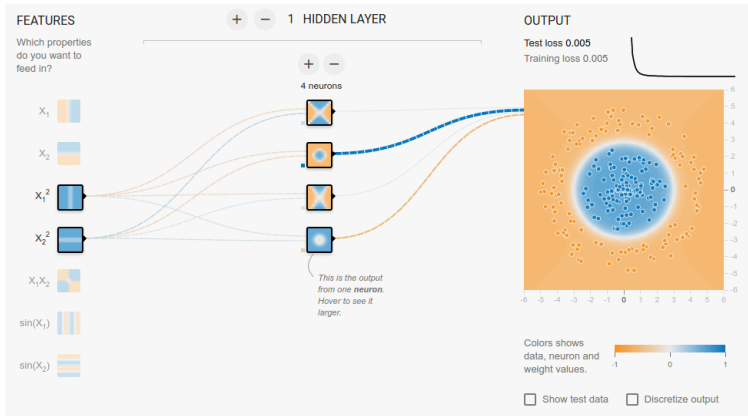 FEATURES
+ − 1 HIDDEN LAYER
OUTPUT
Which properties
do you want to
feed in?
Test loss 0.005
Training loss 0.005
+ −
4 neurons
X₁
X₂
X₁²
X₂²
X₁X₂
sin(X₁)
sin(X₂)
This is the output
from one neuron.
Hover to see it
larger.
6
5
4
3
2
1
0
-1
-2
-3
-4
-5
-6
-6 -5 -4 -3 -2 -1 0 1 2 3 4 5 6
Colors shows
data, neuron and
weight values.
-1 0 1
Show test data
Discretize output